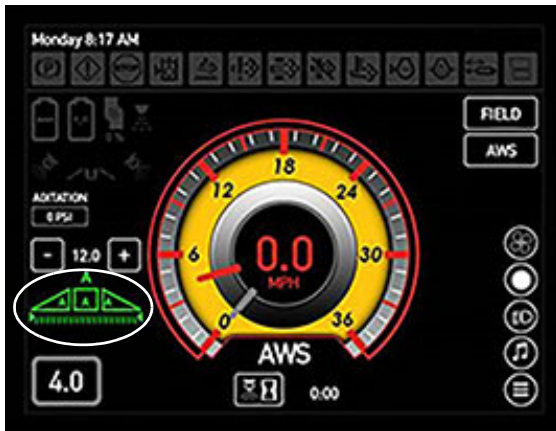 Monday 8:17 AM
FIELD
AWS
0%
AGITATION
0 PSI
- 12.0 +
A
A A A
4.0
0
6
12
18
24
30
36
0.0
MPH
AWS
0:00